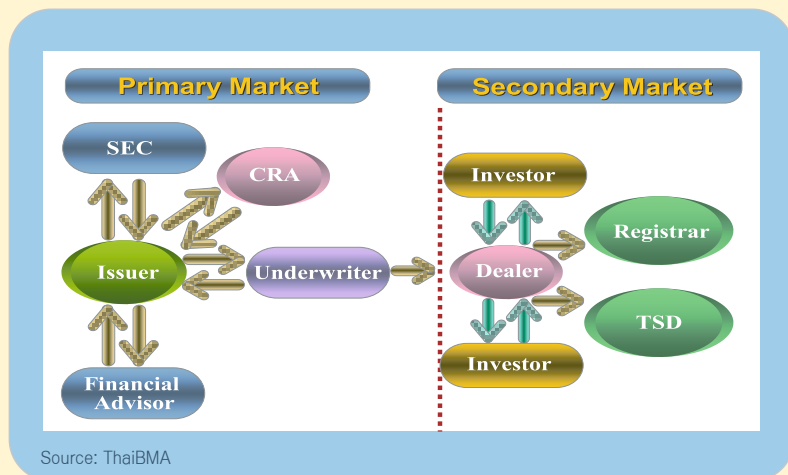 Primary Market
Secondary Market
SEC
CRA
Issuer
Underwriter
Financial
Advisor
Investor
Dealer
Registrar
TSD
Investor
Source: ThaiBMA